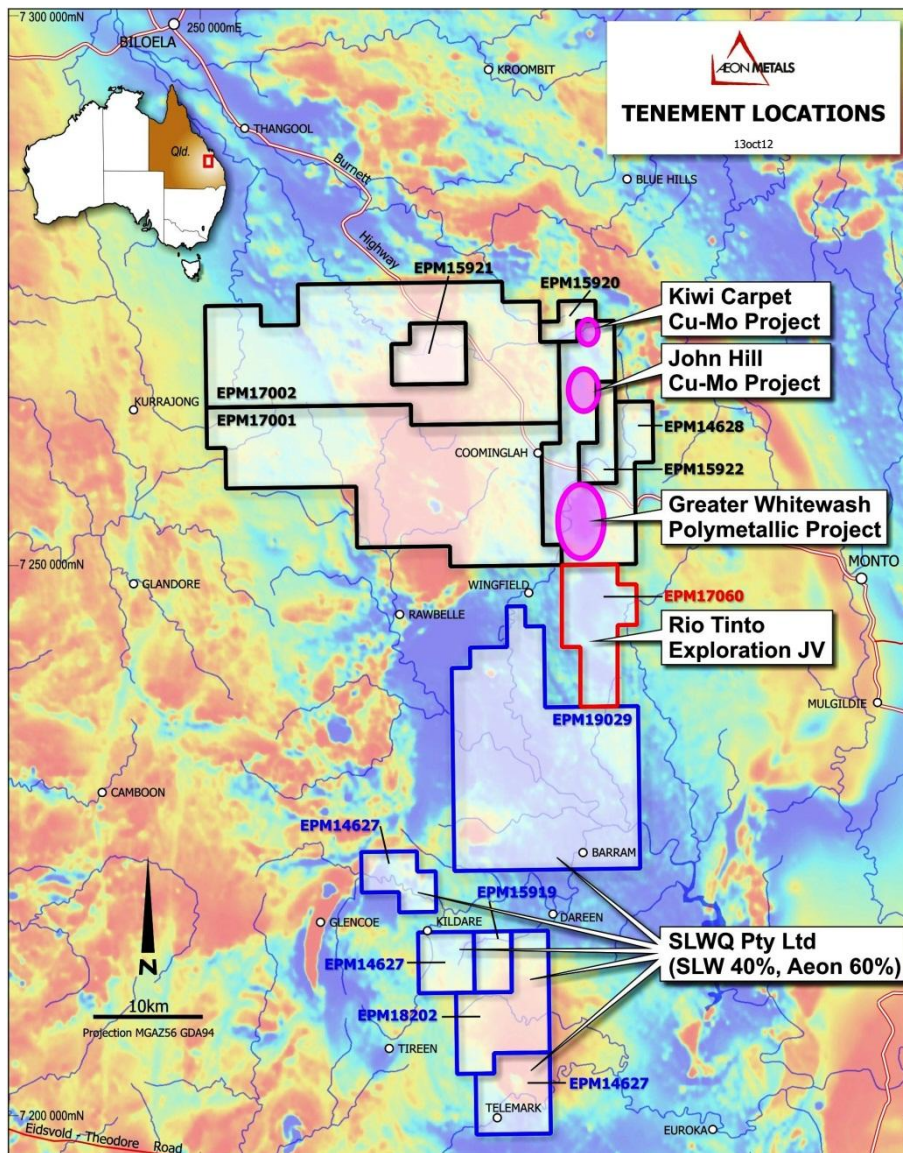 7 300 000mN
250 000mE
BILOELA
KROOMBIT
AEON METALS
TENEMENT LOCATIONS
13oct12
THANGOOL
Qld.
Burnett
Highway
BLUE HILLS
EPM15921
EPM15920
Kiwi Carpet
Cu-Mo Project
John Hill
Cu-Mo Project
EPM17002
KURRAJONG
EPM17001
EPM14628
COOMINGLAH
EPM15922
Greater Whitewash
Polymetallic Project
7 250 000mN
MONTO
GLANDORE
WINGFIELD
EPM17060
RAWBELLE
Rio Tinto
Exploration JV
MULGILDIE
EPM19029
CAMBOON
EPM14627
BARRAM
EPM15919
GLENCOE
DAREEN
KILDARE
SLWQ Pty Ltd
(SLW 40%, Aeon 60%)
N
EPM14627
10km
EPM18202
Projection MGAZ56 GDA94
TIREEN
EPM14627
7 200 000mN
TELEMARK
EUROKA
Eidsvold - Theodore Road